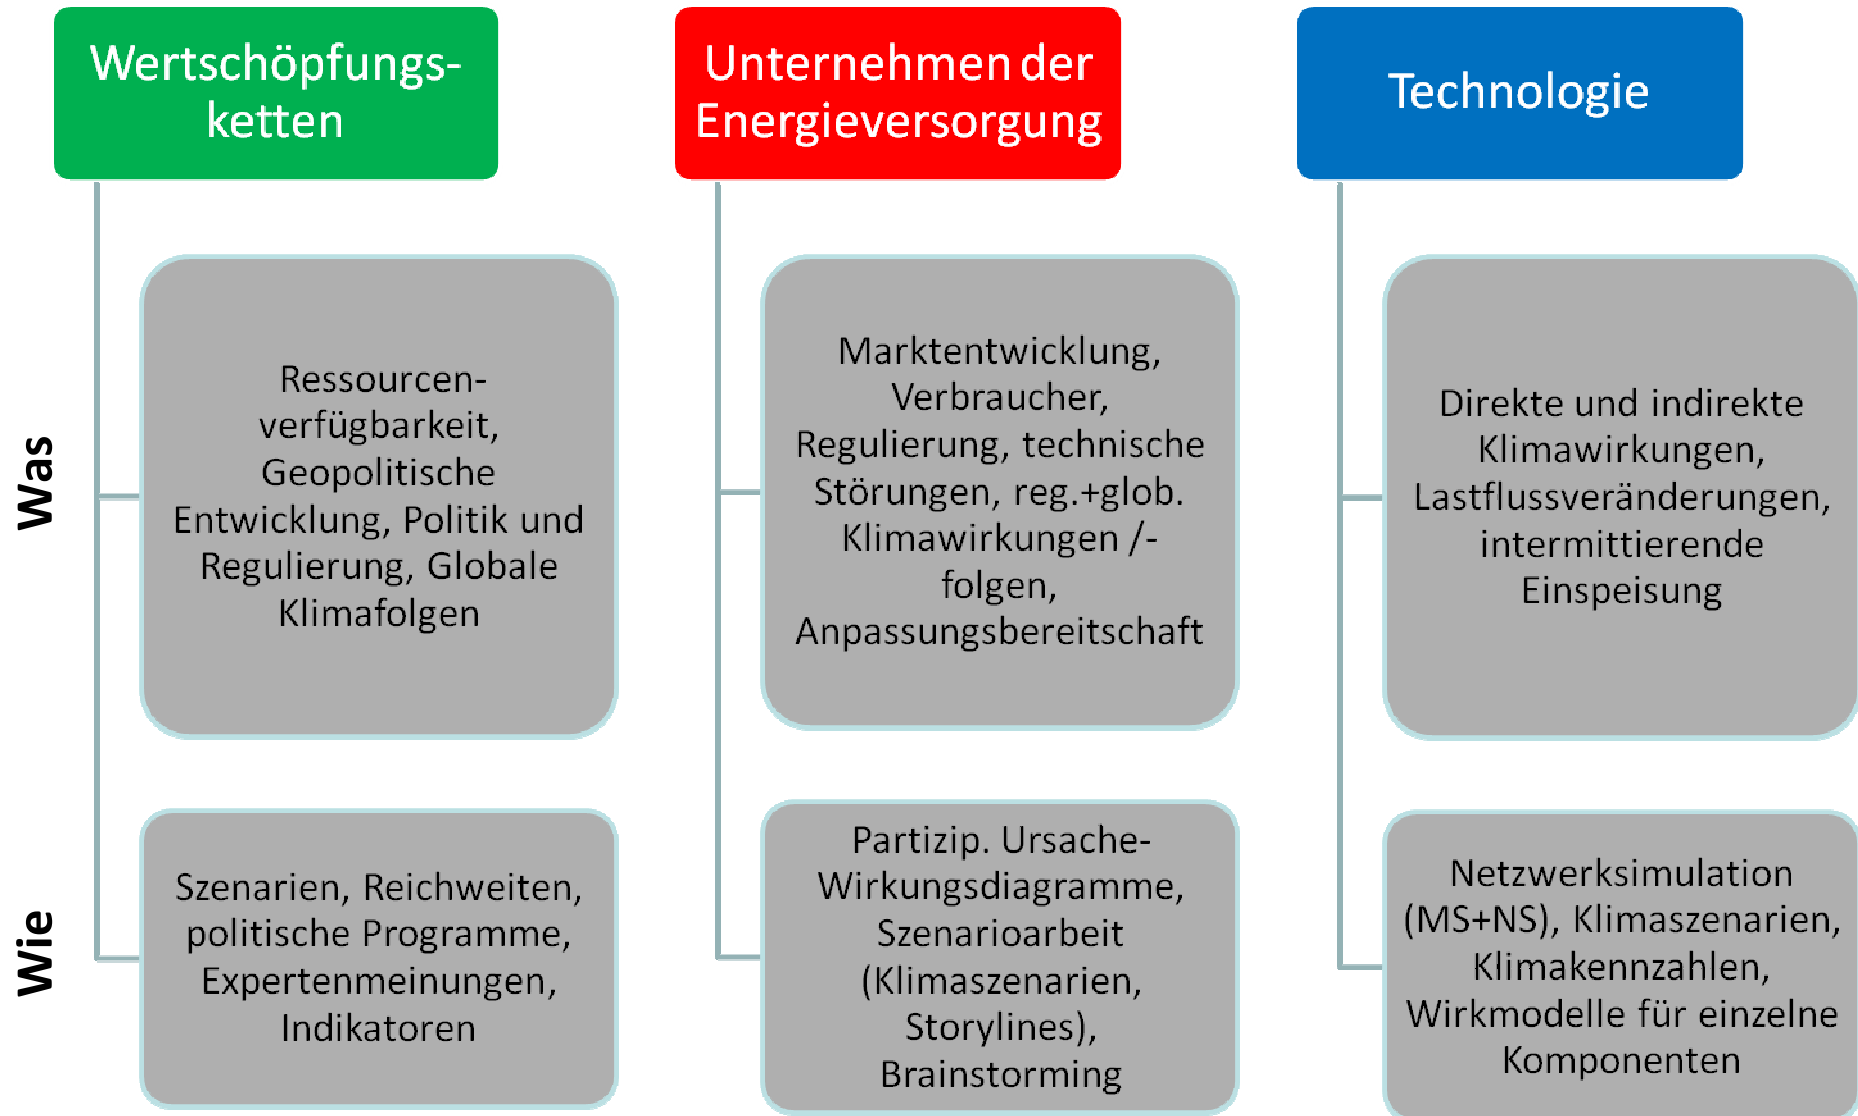 Wertschöpfungs-
ketten
Unternehmen der
Energieversorgung
Technologie
Was
Ressourcen-
verfügbarkeit,
Geopolitische
Entwicklung, Politik und
Regulierung, Globale
Klimafolgen
Marktentwicklung,
Verbraucher,
Regulierung, technische
Störungen, reg.+glob.
Klimawirkungen /-
folgen,
Anpassungsbereitschaft
Direkte und indirekte
Klimawirkungen,
Lastflussveränderungen,
intermittierende
Einspeisung
Wie
Szenarien, Reichweiten,
politische Programme,
Expertenmeinungen,
Indikatoren
Partizip. Ursache-
Wirkungsdiagramme,
Szenarioarbeit
(Klimaszenarien,
Storylines),
Brainstorming
Netzwerksimulation
(MS+NS), Klimaszenarien,
Klimakennzahlen,
Wirkmodelle für einzelne
Komponenten